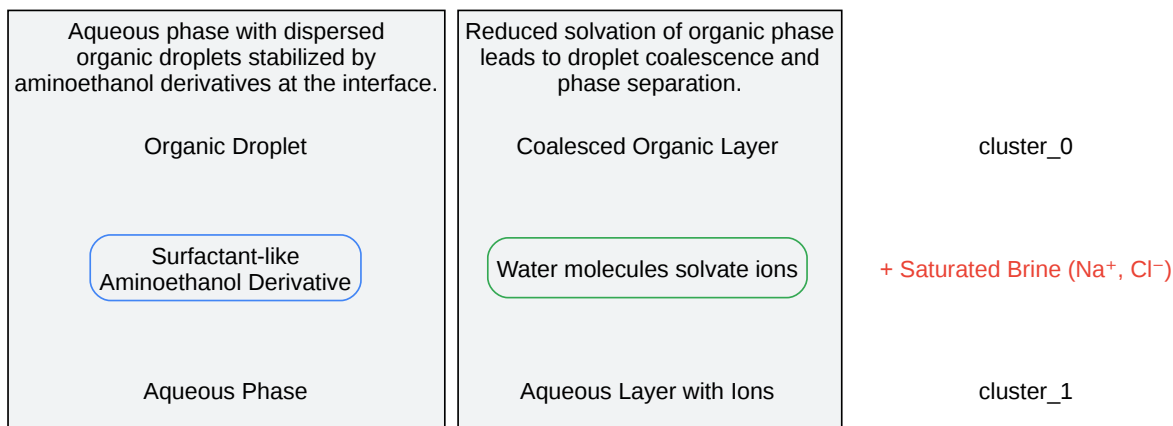 Aqueous phase with dispersed
organic droplets stabilized by
aminoethanol derivatives at the interface.
Organic Droplet
Surfactant-like
Aminoethanol Derivative
Aqueous Phase
Reduced solvation of organic phase
leads to droplet coalescence and
phase separation.
Coalesced Organic Layer
Water molecules solvate ions
Aqueous Layer with Ions
cluster_0
+ Saturated Brine (Na⁺, Cl⁻)
cluster_1